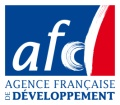 afd
AGENCE FRANÇAISE
DE DÉVELOPPEMENT